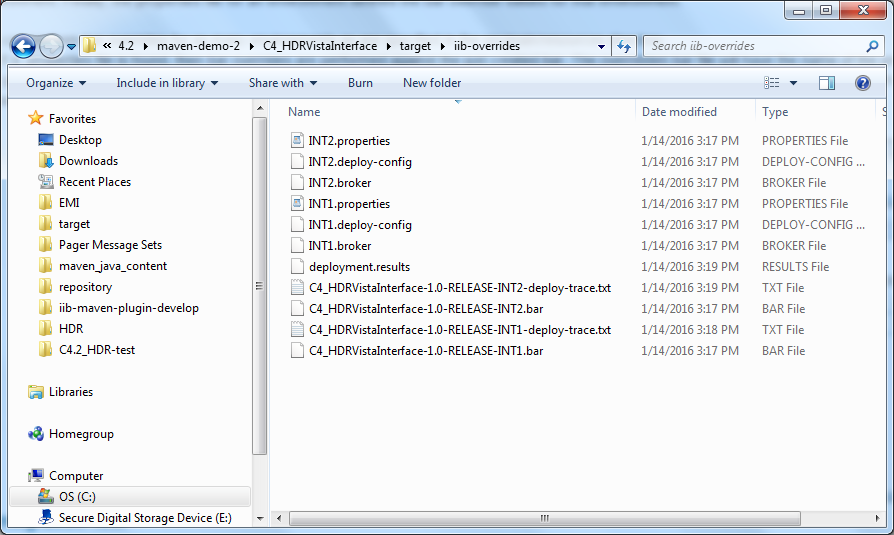 « 4.2 ▸ maven-demo-2 ▸ C4_HDRVistaInterface ▸ target ▸ iib-overrides
Search iib-overrides
Organize Include in library Share with Burn New folder
Favorites
Desktop
Downloads
Recent Places
EMI
target
Pager Message Sets
maven_java_content
repository
iib-maven-plugin-develop
HDR
C4.2_HDR-test
Libraries
Homegroup
Computer
OS (C:)
Secure Digital Storage Device (E:)
Name Date modified Type S
INT2.properties 1/14/2016 3:17 PM PROPERTIES File
INT2.deploy-config 1/14/2016 3:17 PM DEPLOY-CONFIG ...
INT2.broker 1/14/2016 3:17 PM BROKER File
INT1.properties 1/14/2016 3:17 PM PROPERTIES File
INT1.deploy-config 1/14/2016 3:17 PM DEPLOY-CONFIG ...
INT1.broker 1/14/2016 3:17 PM BROKER File
deployment.results 1/14/2016 3:19 PM RESULTS File
C4_HDRVistaInterface-1.0-RELEASE-INT2-deploy-trace.txt 1/14/2016 3:19 PM TXT File
C4_HDRVistaInterface-1.0-RELEASE-INT2.bar 1/14/2016 3:17 PM BAR File
C4_HDRVistaInterface-1.0-RELEASE-INT1-deploy-trace.txt 1/14/2016 3:18 PM TXT File
C4_HDRVistaInterface-1.0-RELEASE-INT1.bar 1/14/2016 3:17 PM BAR File